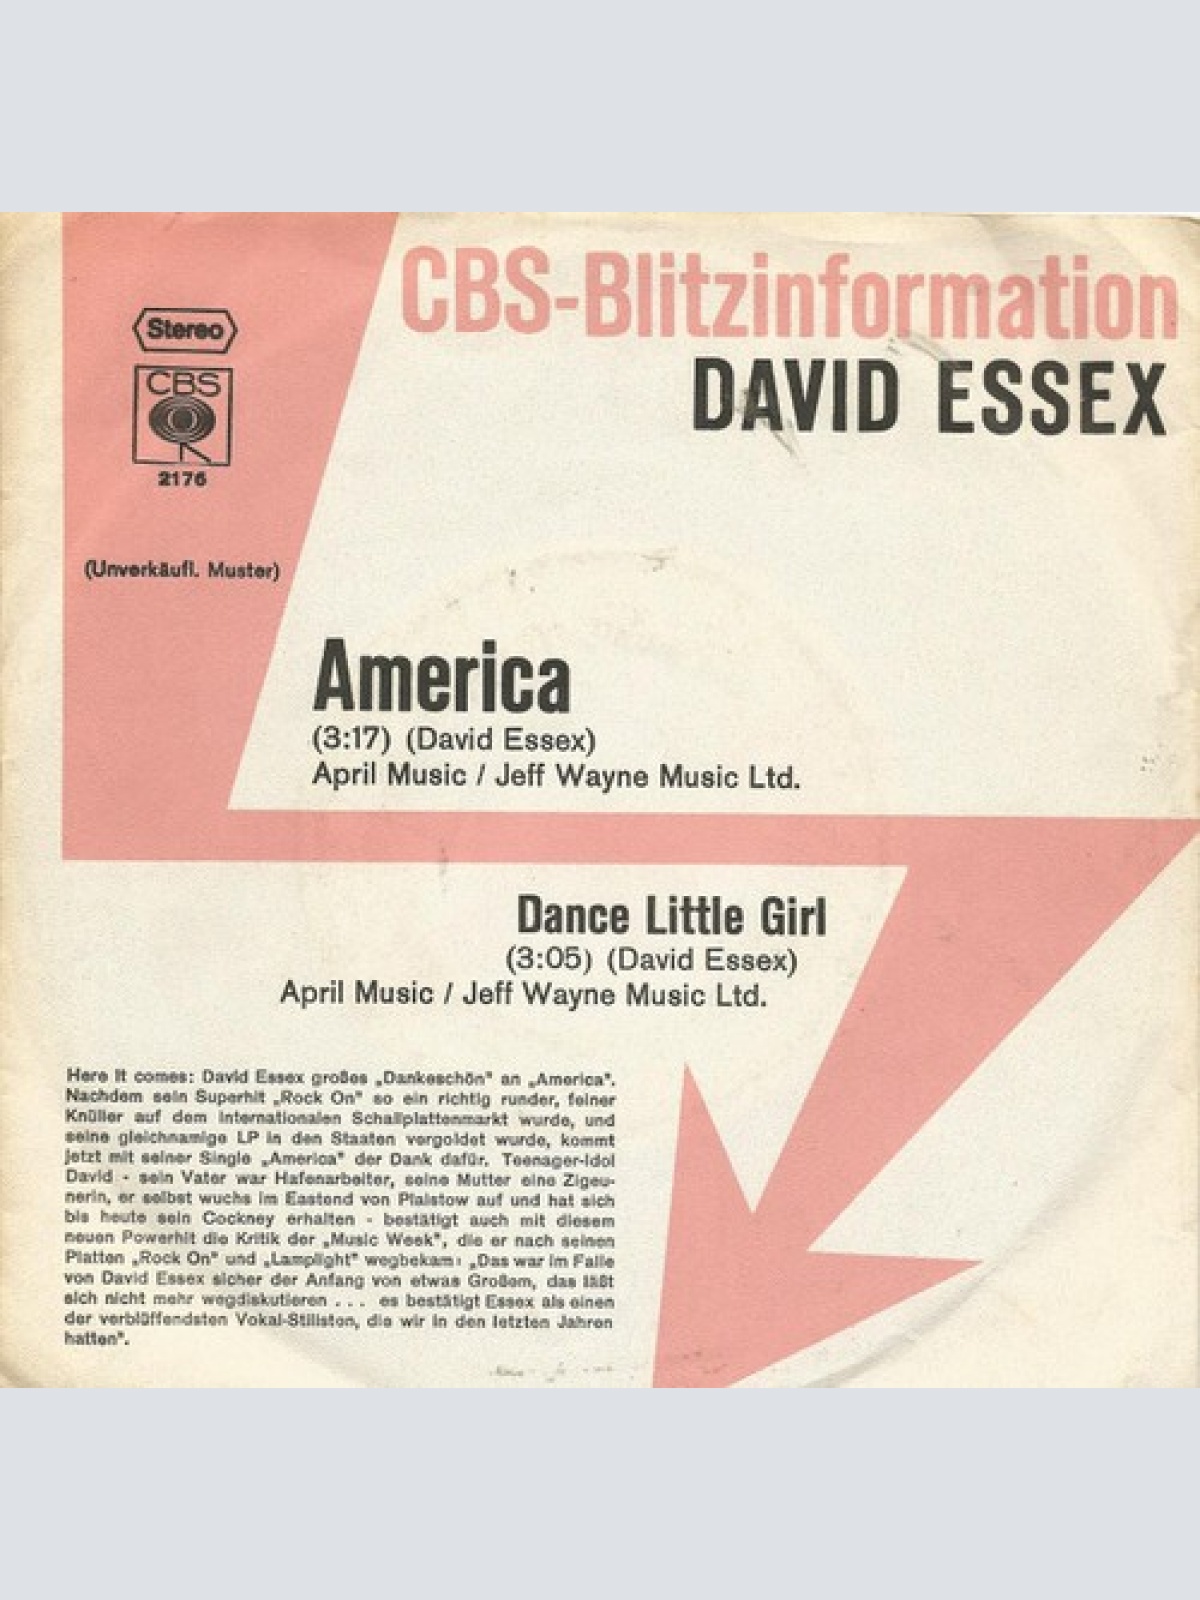 CBS-Blitzinformation
DAVID ESSEX
Stereo
CBS
2176
(Unverkäufl. Muster)
America
(3:17) (David Essex)
April Music / Jeff Wayne Music Ltd.
Dance Little Girl
(3:05) (David Essex)
April Music / Jeff Wayne Music Ltd.
Here it comes: David Essex großes „Dankeschön" an „America".
Nachdem sein Superhit „Rock On" so ein richtig runder, feiner
Knüller auf dem internationalen Schallplattenmarkt wurde, und
seine gleichnamige LP in den Staaten vergoldet wurde, kommt
jetzt mit seiner Single „America" der Dank dafür. Teenager-Idol
David - sein Vater war Hafenarbeiter, seine Mutter eine Zigeu-
nerin, er selbst wuchs im Eastend von Plaistow auf und hat sich
bis heute sein Cockney erhalten - bestätigt auch mit diesem
neuen Powerhit die Kritik der „Music Week", die er nach seinen
Platten „Rock On" und „Lamplight" wegbekam: „Das war im Falle
von David Essex sicher der Anfang von etwas Großem, das läßt
sich nicht mehr wegdiskutieren . . . es bestätigt Essex als einen
der verblüffendsten Vokal-Stilisten, die wir in den letzten Jahren
hatten".